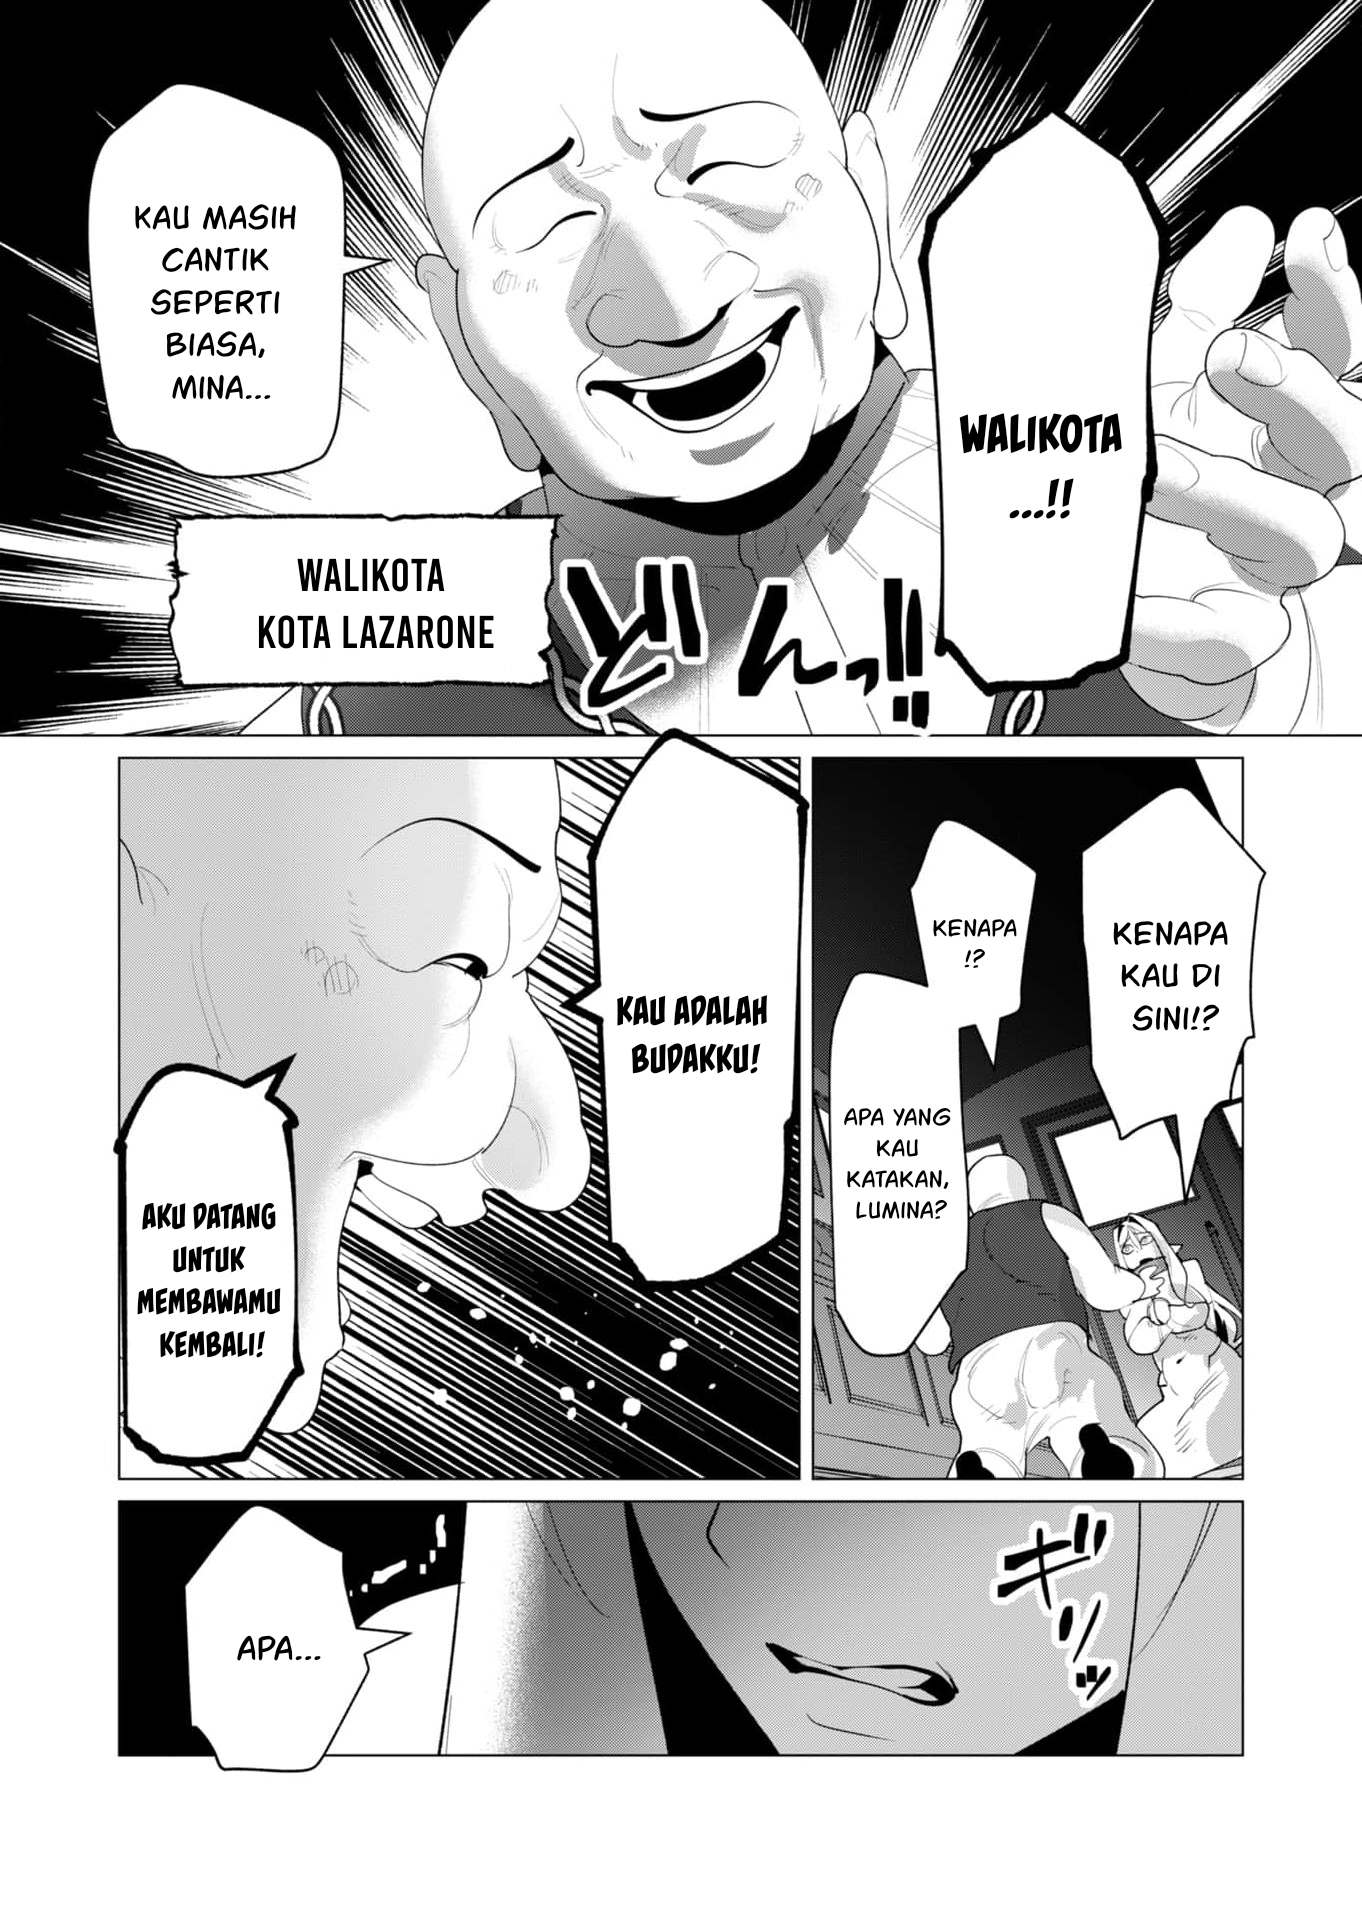 WALIKOTA
...!!
KAU MASIH
CANTIK
SEPERTI
BIASA,
MINA...
WALIKOTA
KOTA LAZARONE
どんっ!!
KENAPA
KAU DI
SINI!?
KENAPA
!?
APA YANG
KAU
KATAKAN,
LUMINA?
KAU ADALAH
BUDAKKU!
AKU DATANG
UNTUK
MEMBAWAMU
KEMBALI!
ギリッ
APA...